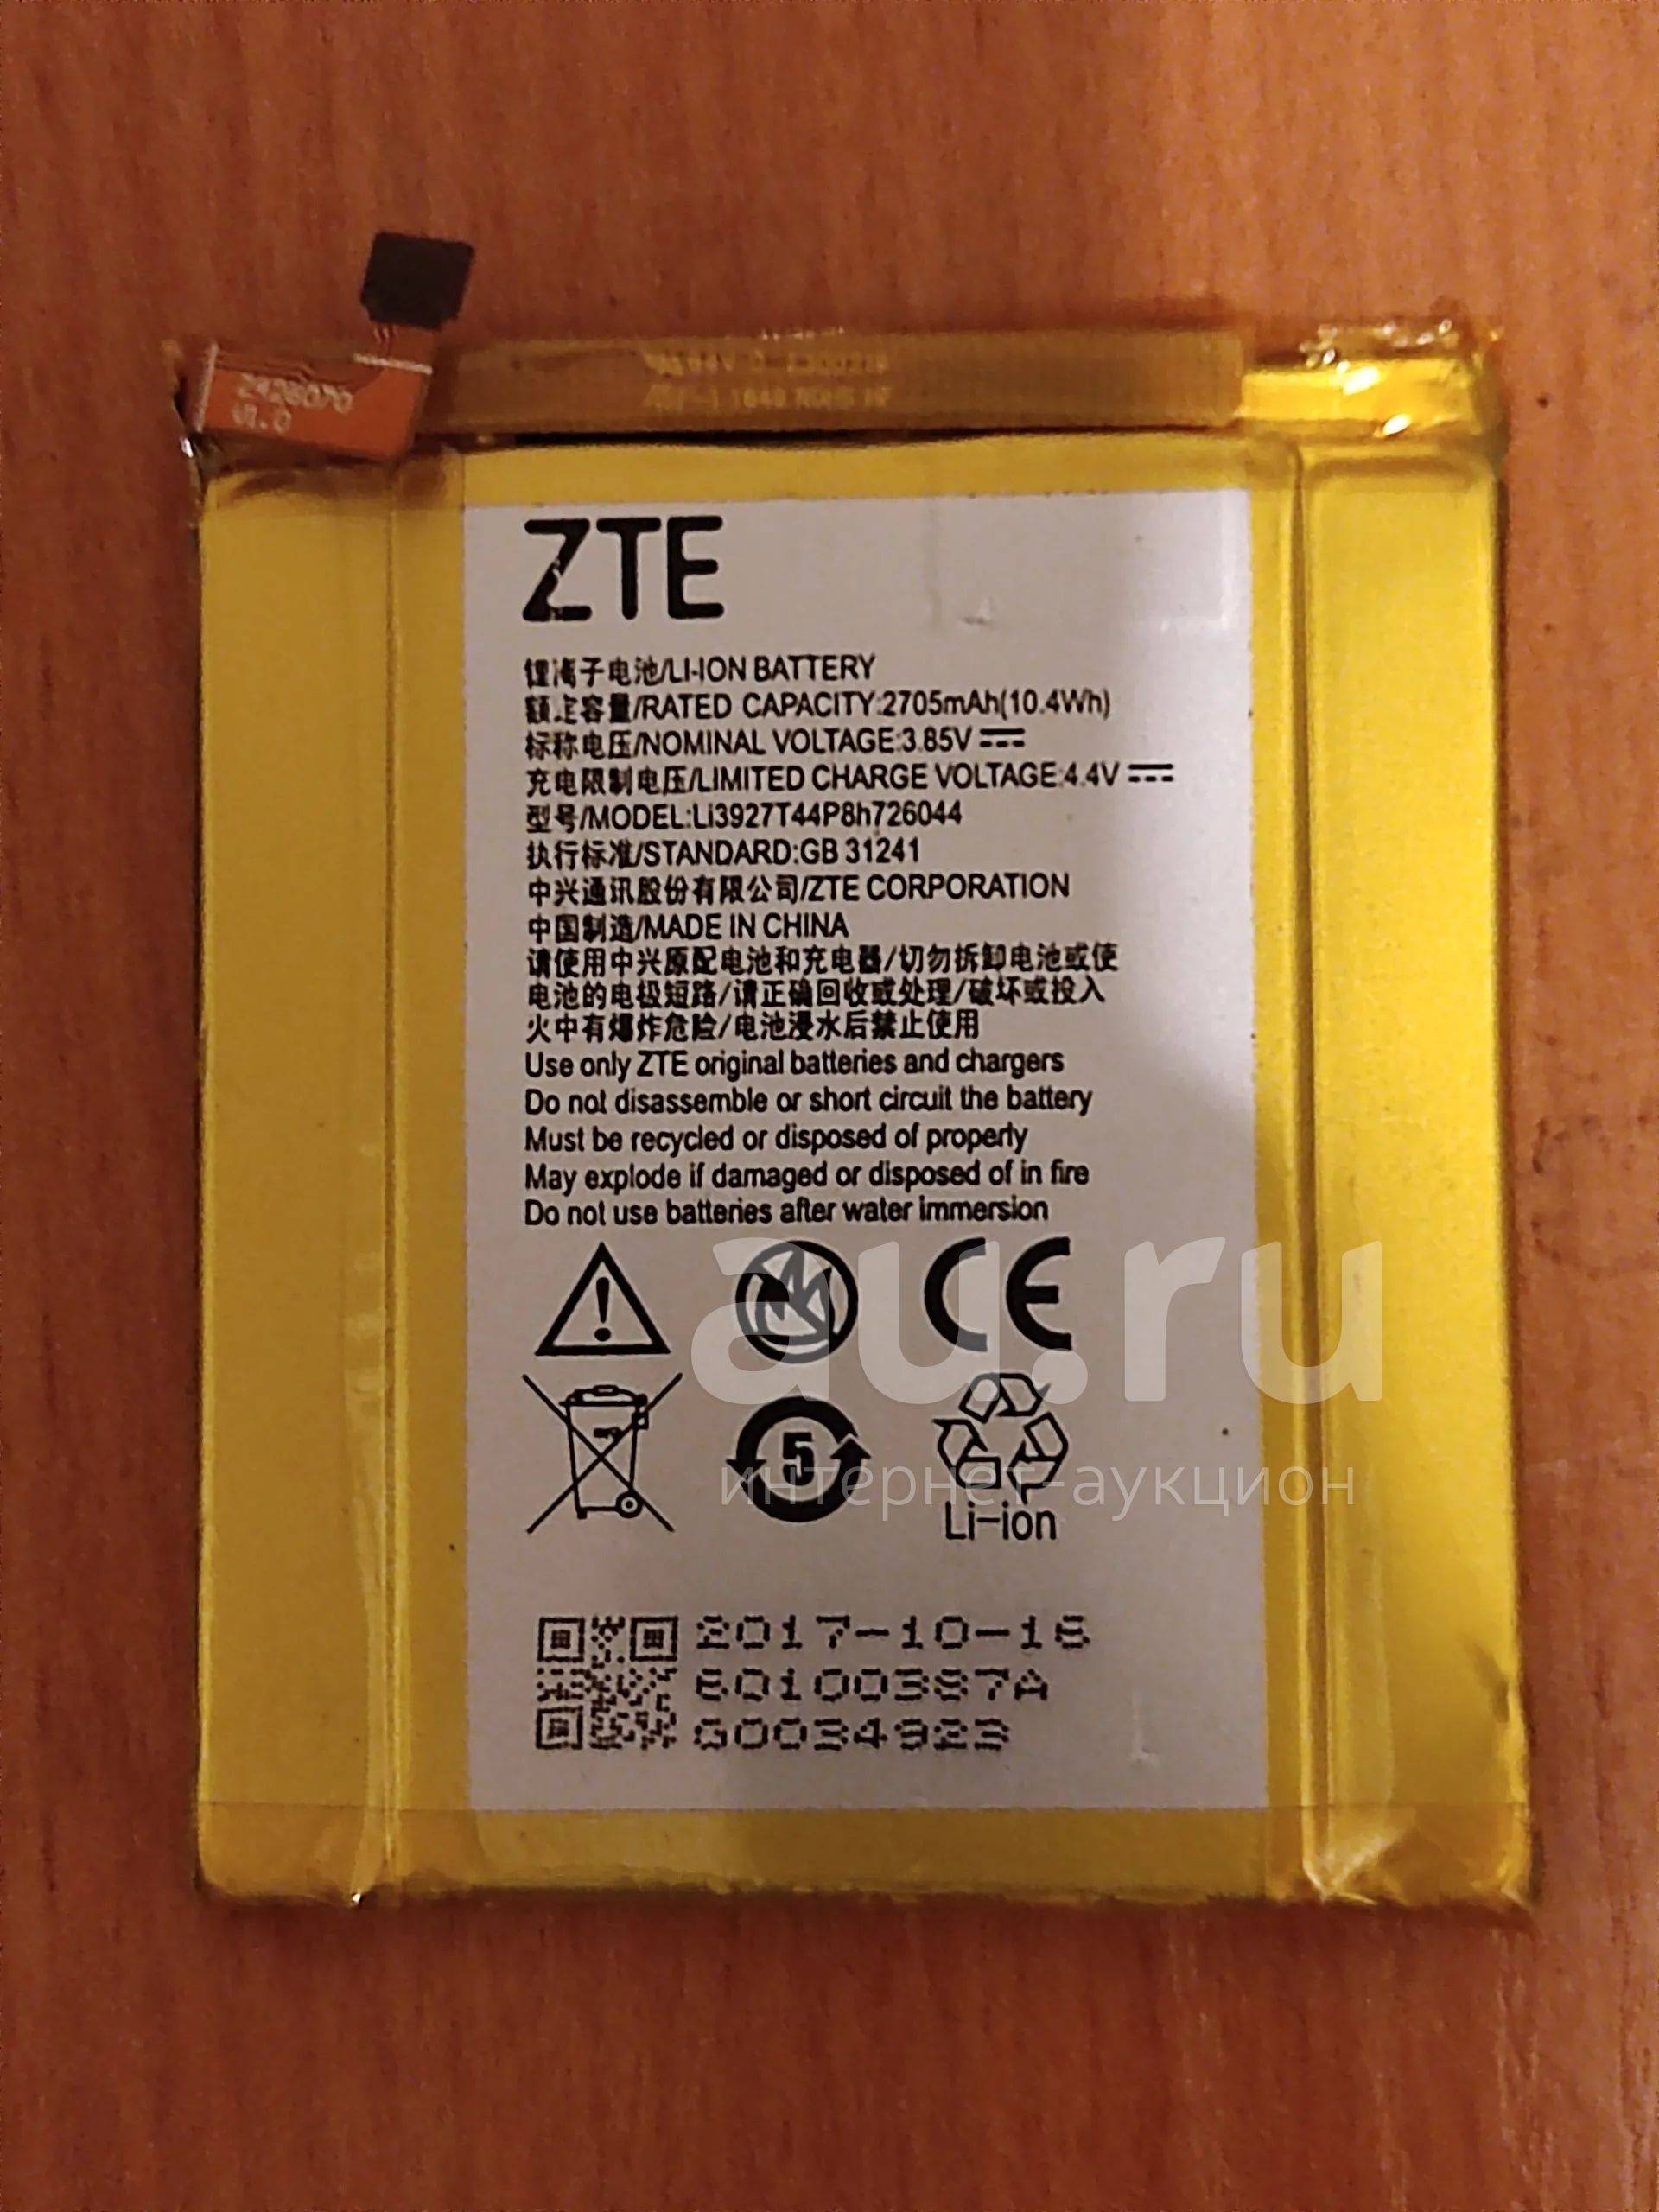 2428070
V1.0
ZTE
锂离子电池/LI-ION BATTERY
额定容量/RATED CAPACITY:2705mAh(10.4Wh)
标称电压/NOMINAL VOLTAGE:3.85V
充电限制电压/LIMITED CHARGE VOLTAGE:4.4V
型号/MODEL:Li3927T44P8h726044
执行标准/STANDARD:GB 31241
中兴通讯股份有限公司/ZTE CORPORATION
中国制造/MADE IN CHINA
请使用中兴原配电池和充电器/切勿拆卸电池或使
电池的电极短路/请正确回收或处理/破坏或投入
火中有爆炸危险/电池浸水后禁止使用
Use only ZTE original batteries and chargers
Do not disassemble or short circuit the battery
Must be recycled or disposed of properly
May explode if damaged or disposed of in fire
Do not use batteries after water immersion
CE
au.ru
5
интернет-аукцион
Li-ion
2017-10-16
60100387A
G0034923